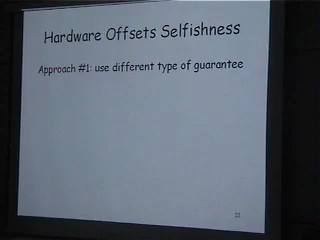 Hardware Offsets Selfishness
Approach #1: use different type of guarantee